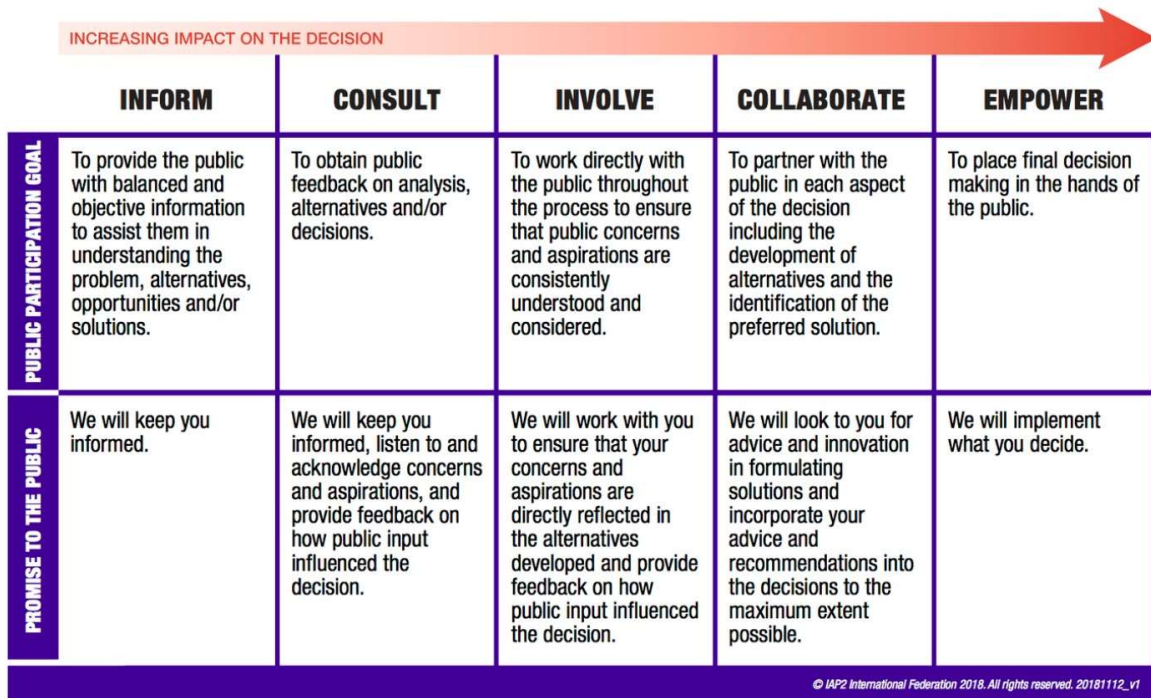 INCREASING IMPACT ON THE DECISION
INFORM
CONSULT
INVOLVE
COLLABORATE
EMPOWER
PUBLIC PARTICIPATION GOAL
To provide the public
with balanced and
objective information
to assist them in
understanding the
problem, alternatives,
opportunities and/or
solutions.
To obtain public
feedback on analysis,
alternatives and/or
decisions.
To work directly with
the public throughout
the process to ensure
that public concerns
and aspirations are
consistently
understood and
considered.
To partner with the
public in each aspect
of the decision
including the
development of
alternatives and the
identification of the
preferred solution.
To place final decision
making in the hands of
the public.
PROMISE TO THE PUBLIC
We will keep you
informed.
We will keep you
informed, listen to and
acknowledge concerns
and aspirations, and
provide feedback on
how public input
influenced the
decision.
We will work with you
to ensure that your
concerns and
aspirations are
directly reflected in
the alternatives
developed and provide
feedback on how
public input influenced
the decision.
We will look to you for
advice and innovation
in formulating
solutions and
incorporate your
advice and
recommendations into
the decisions to the
maximum extent
possible.
We will implement
what you decide.
© IAP2 International Federation 2018. All rights reserved. 20181112_v1